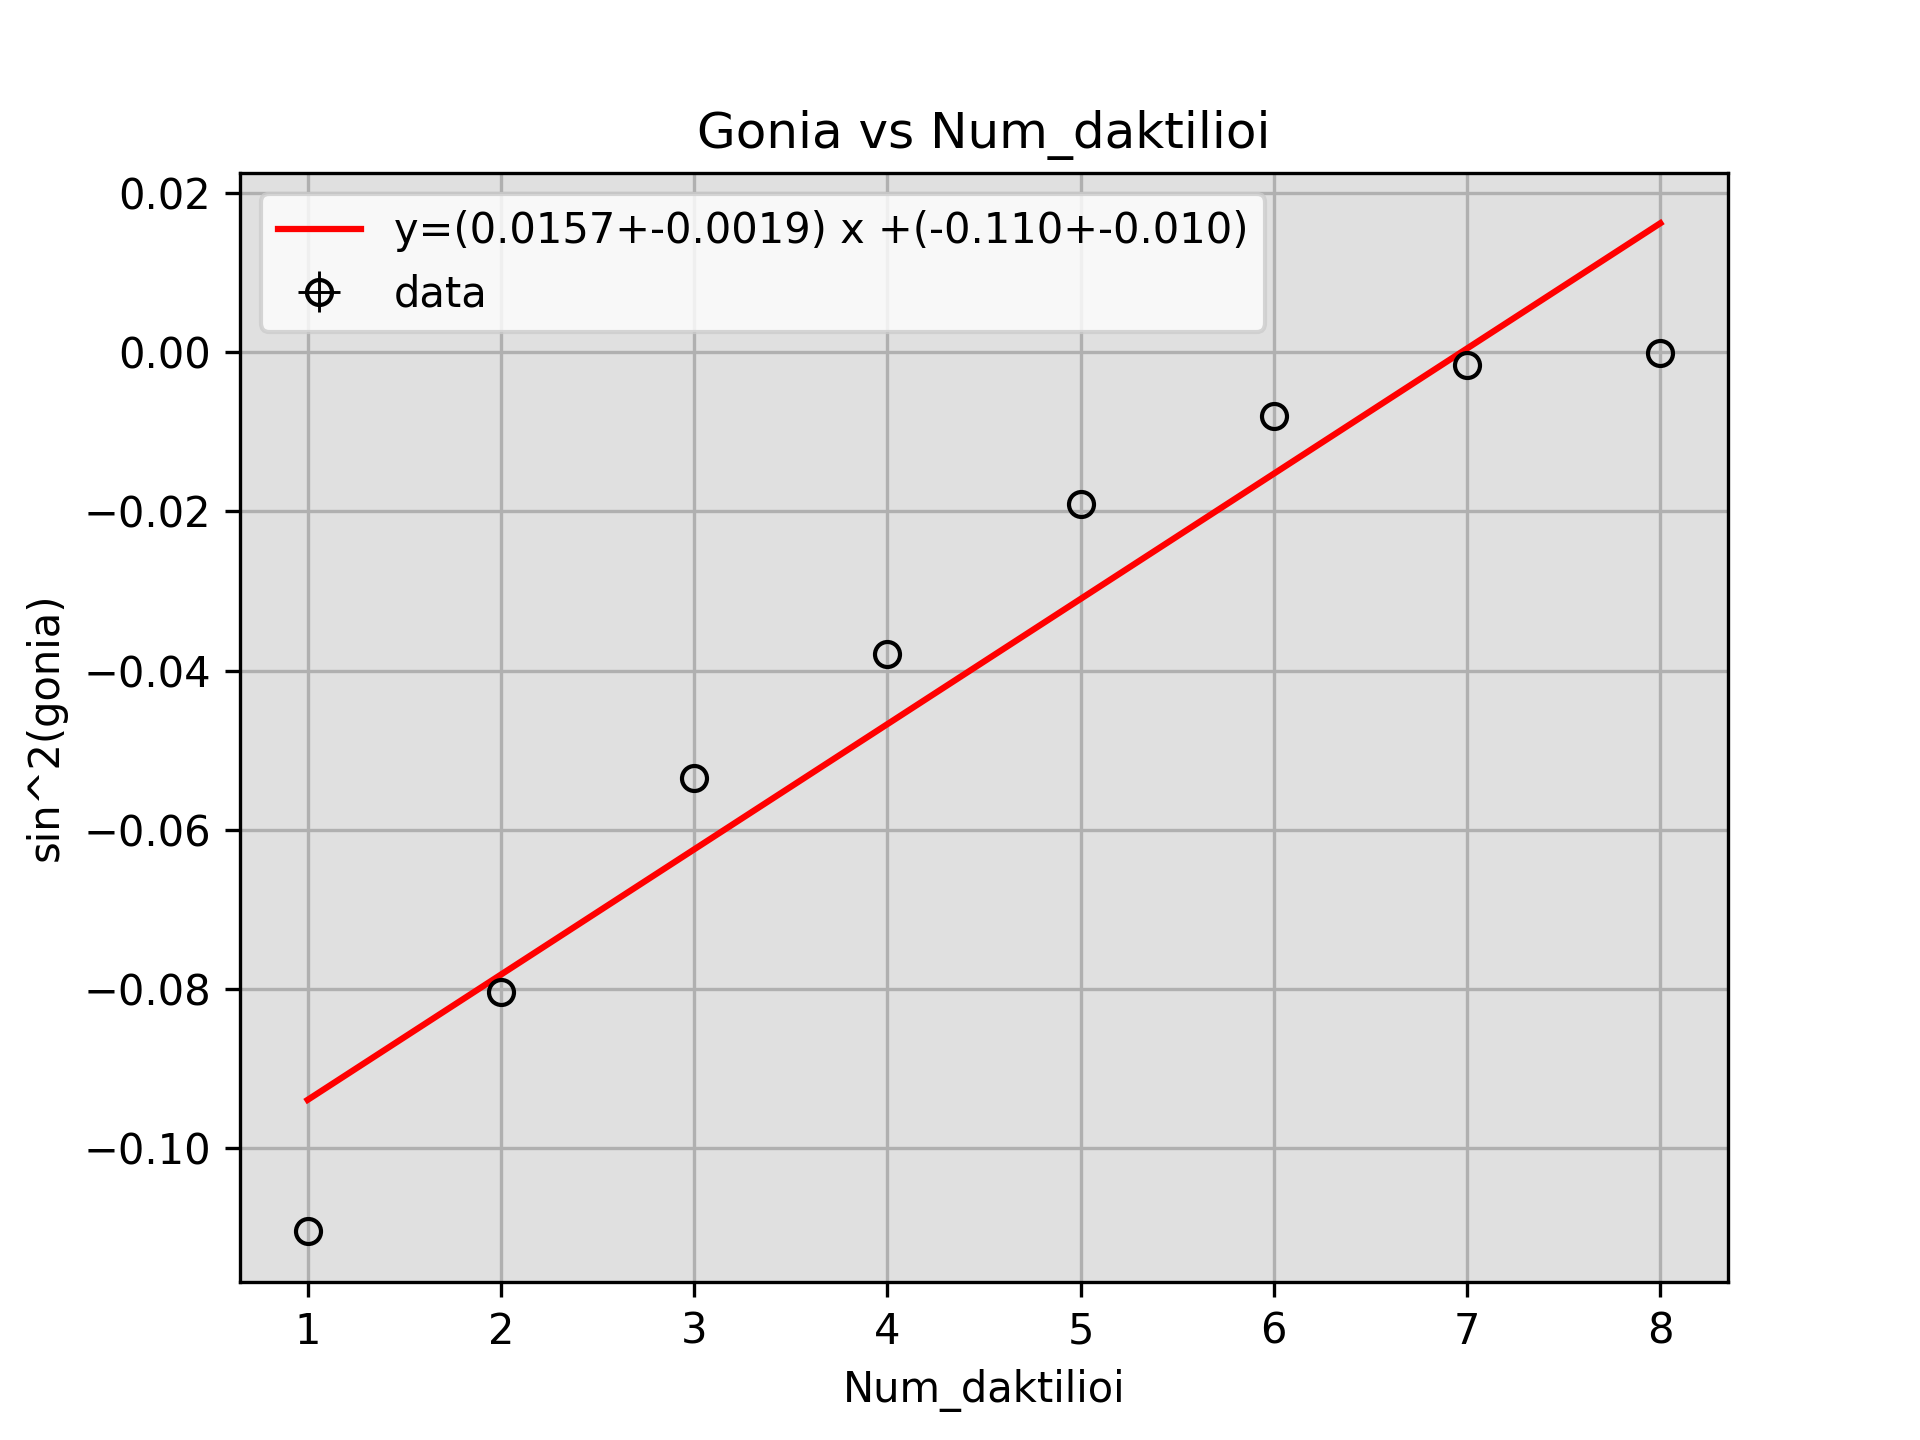 Gonia vs Num_daktilioi
y=(0.0157+-0.0019) x +(-0.110+-0.010)
data
0.02
0.00
−0.02
−0.04
−0.06
−0.08
−0.10
sin^2(gonia)
1 2 3 4 5 6 7 8
Num_daktilioi